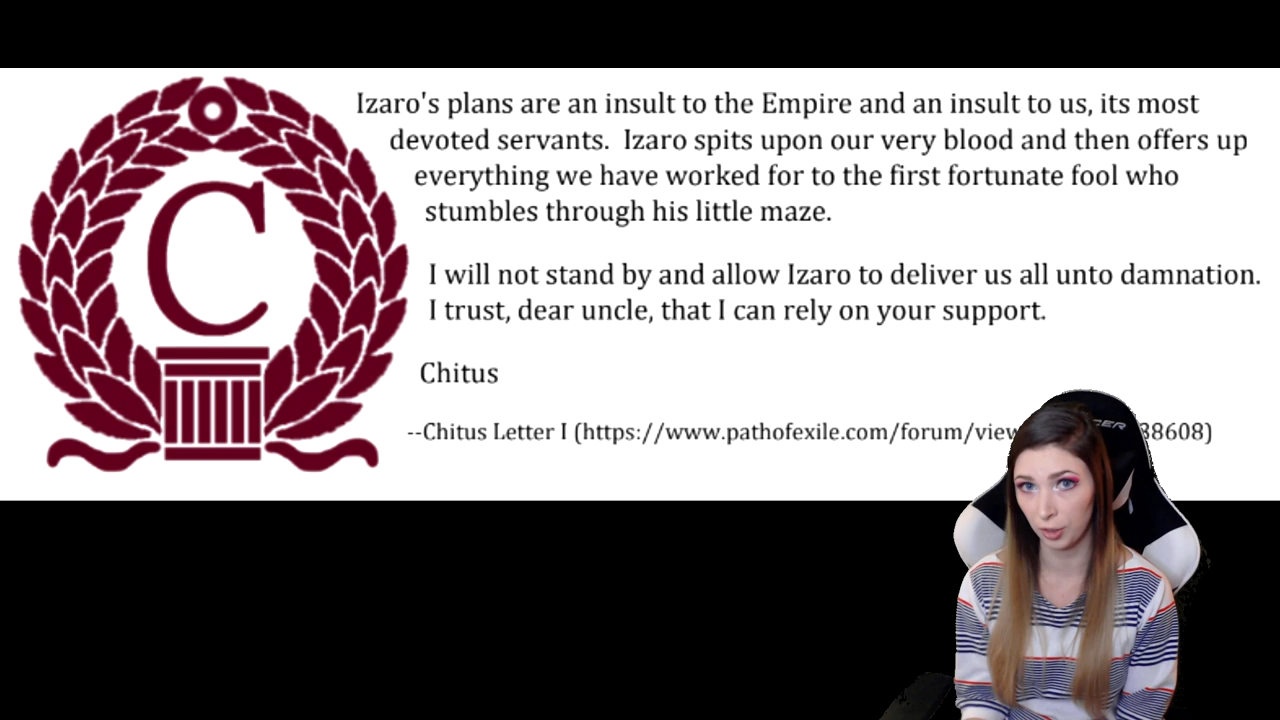 C
Izaro's plans are an insult to the Empire and an insult to us, its most
devoted servants. Izaro spits upon our very blood and then offers up
everything we have worked for to the first fortunate fool who
stumbles through his little maze.
I will not stand by and allow Izaro to deliver us all unto damnation.
I trust, dear uncle, that I can rely on your support.
Chitus
--Chitus Letter I (https://www.pathofexile.com/forum/view 38608)